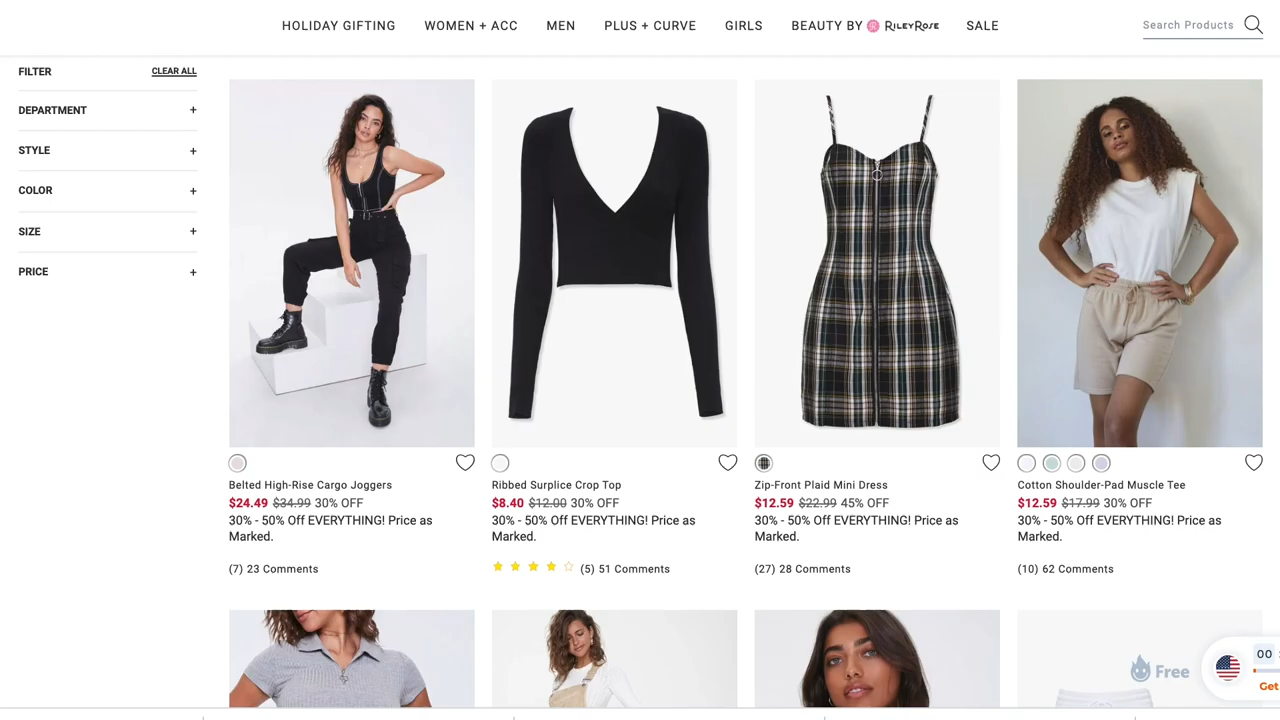 HOLIDAY GIFTING WOMEN + ACC MEN PLUS + CURVE GIRLS BEAUTY BY RILEYROSE SALE Search Products
FILTER CLEAR ALL
DEPARTMENT +
STYLE +
COLOR +
SIZE +
PRICE +
Belted High-Rise Cargo Joggers
$24.49 $34.99 30% OFF
30% - 50% Off EVERYTHING! Price as
Marked.
(7) 23 Comments
Ribbed Surplice Crop Top
$8.40 $12.00 30% OFF
30% - 50% Off EVERYTHING! Price as
Marked.
(5) 51 Comments
Zip-Front Plaid Mini Dress
$12.59 $22.99 45% OFF
30% - 50% Off EVERYTHING! Price as
Marked.
(27) 28 Comments
Cotton Shoulder-Pad Muscle Tee
$12.59 $17.99 30% OFF
30% - 50% Off EVERYTHING! Price as
Marked.
(10) 62 Comments
Free
00 :
Get